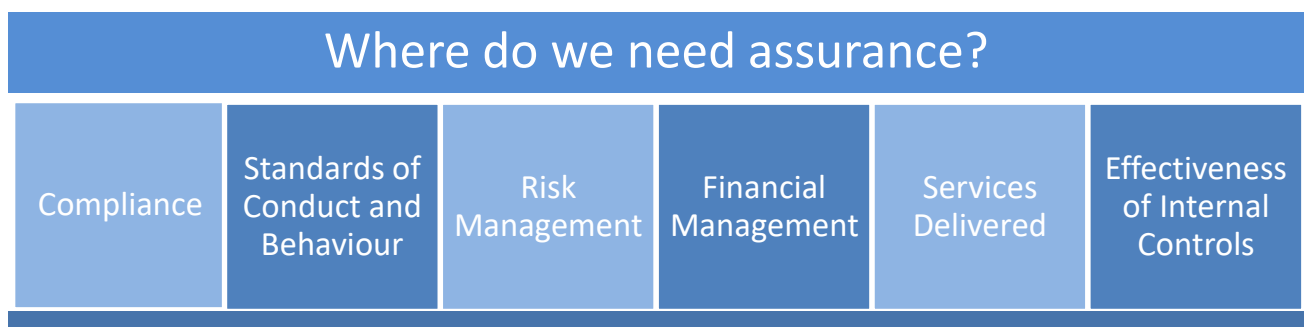 Where do we need assurance?
Compliance
Standards of
Conduct and
Behaviour
Risk
Management
Financial
Management
Services
Delivered
Effectiveness
of Internal
Controls